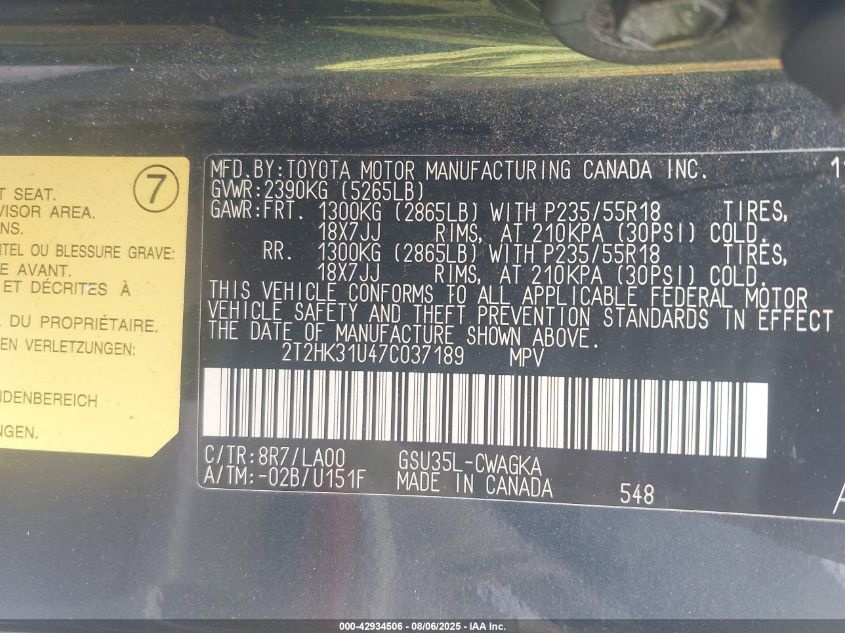 7
T SEAT.
VISOR AREA.
NS.
RTEL OU BLESSURE GRAVE:
E AVANT.
ET DÉCRITES À
DU PROPIÉTAIRE.
EN VERLETZUNGEN:
UDENBEREICH
UNGEN.
MFD.BY:TOYOTA MOTOR MANUFACTURING CANADA INC. 11
GVWR:2390KG (5265LB)
GAWR:FRT. 1300KG (2865LB) WITH P235/55R18 TIRES,
18X7JJ RIMS, AT 210KPA (30PSI) COLD.
RR. 1300KG (2865LB) WITH P235/55R18 TIRES,
18X7JJ RIMS, AT 210KPA (30PSI) COLD.
THIS VEHICLE CONFORMS TO ALL APPLICABLE FEDERAL MOTOR
VEHICLE SAFETY AND THEFT PREVENTION STANDARDS IN EFFECT
THE DATE OF MANUFACTURE SHOWN ABOVE.
2T2HK31U47C037189 MPV
C/TR:8R7/LA00 GSU35L-CWAGKA
A/TM:-02B/U151F MADE IN CANADA 548 A
000-42934506 - 08/06/2025 - IAA Inc.